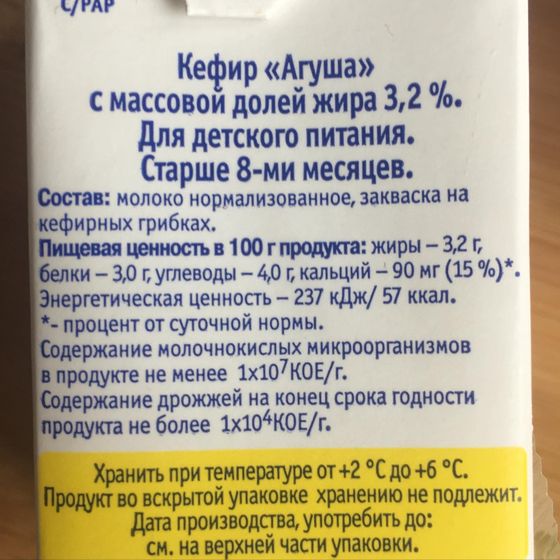 C/PAP
Кефир «Агуша»
с массовой долей жира 3,2 %.
Для детского питания.
Старше 8-ми месяцев.
Состав: молоко нормализованное, закваска на
кефирных грибках.
Пищевая ценность в 100 г продукта: жиры – 3,2 г,
белки – 3,0 г, углеводы – 4,0 г, кальций – 90 мг (15 %)*.
Энергетическая ценность – 237 кДж/ 57 ккал.
*- процент от суточной нормы.
Содержание молочнокислых микроорганизмов
в продукте не менее 1х10⁷КОЕ/г.
Содержание дрожжей на конец срока годности
продукта не более 1х10⁴КОЕ/г.
Хранить при температуре от +2 °С до +6 °С.
Продукт во вскрытой упаковке хранению не подлежит.
Дата производства, употребить до:
см. на верхней части упаковки.